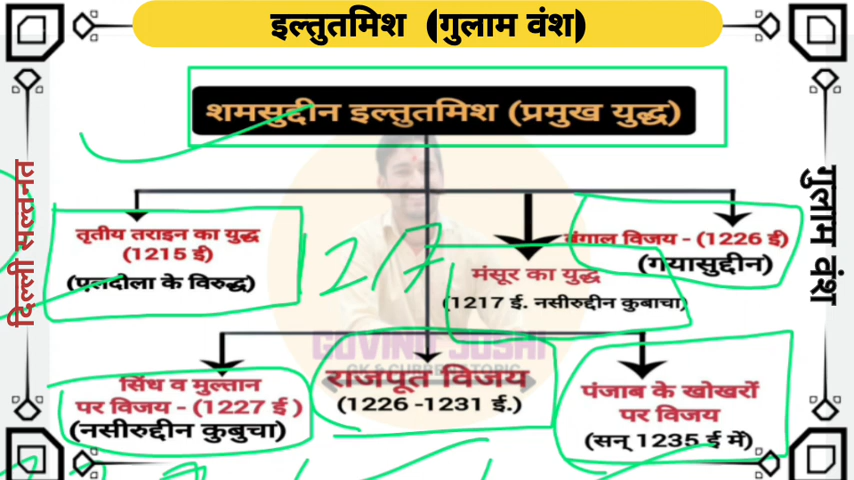 इल्तुतमिश (गुलाम वंश)
शमसुद्दीन इल्तुतमिश (प्रमुख युद्ध)
तृतीय तराइन का युद्ध
(1215 ई)
(एलदौला के विरुद्ध)
1217
मंसूर का युद्ध
(1217 ई. नसीरुद्दीन कुबाचा)
बंगाल विजय - (1226 ई)
(गयासुद्दीन)
सिंध व मुल्तान
पर विजय - (1227 ई )
(नसीरुद्दीन कुबुचा)
GOVIND JOSHI
GK & CURRENT TOPIC
राजपूत विजय
(1226 -1231 ई.)
पंजाब के खोखरों
पर विजय
(सन् 1235 ई में)
दिल्ली सल्तनत
गुलाम वंश